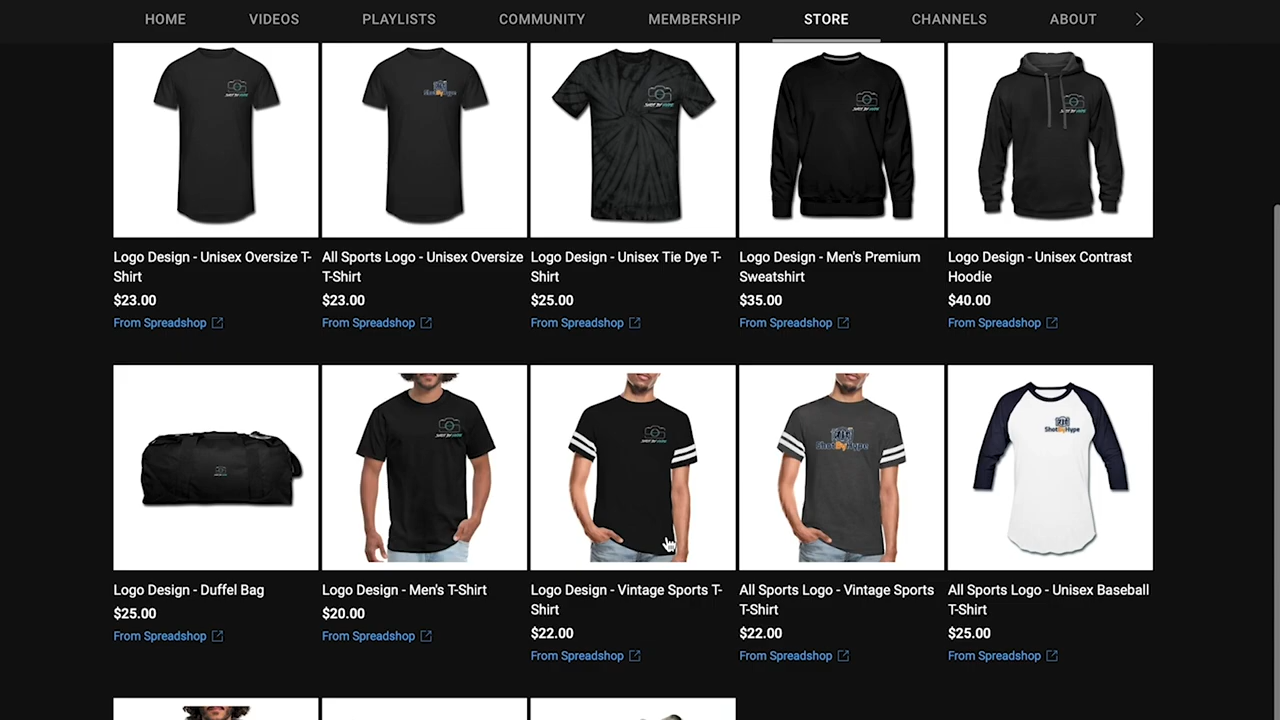 HOME VIDEOS PLAYLISTS COMMUNITY MEMBERSHIP STORE CHANNELS ABOUT
Logo Design - Unisex Oversize T-
Shirt
$23.00
From Spreadshop
All Sports Logo - Unisex Oversize
T-Shirt
$23.00
From Spreadshop
Logo Design - Unisex Tie Dye T-
Shirt
$25.00
From Spreadshop
Logo Design - Men's Premium
Sweatshirt
$35.00
From Spreadshop
Logo Design - Unisex Contrast
Hoodie
$40.00
From Spreadshop
Logo Design - Duffel Bag
$25.00
From Spreadshop
Logo Design - Men's T-Shirt
$20.00
From Spreadshop
Logo Design - Vintage Sports T-
Shirt
$22.00
From Spreadshop
ShotByHype
All Sports Logo - Vintage Sports
T-Shirt
$22.00
From Spreadshop
ShotByHype
All Sports Logo - Unisex Baseball
T-Shirt
$25.00
From Spreadshop